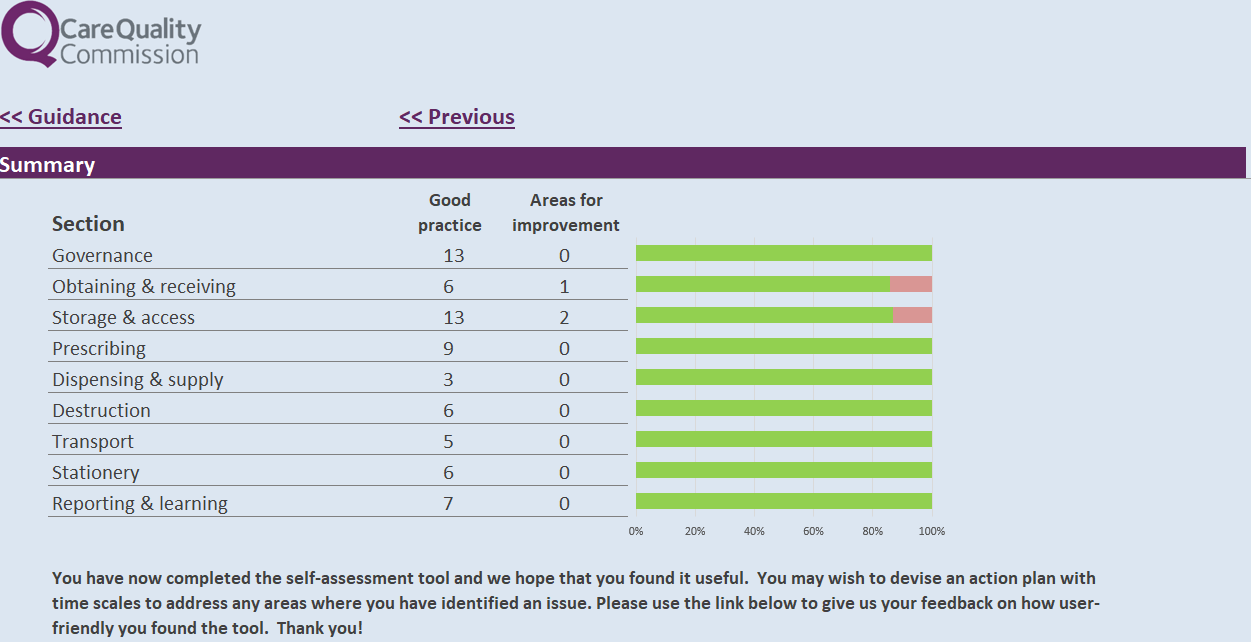 CareQuality
Commission
<< Guidance << Previous
Summary
Section Good practice Areas for improvement
Governance 13 0
Obtaining & receiving 6 1
Storage & access 13 2
Prescribing 9 0
Dispensing & supply 3 0
Destruction 6 0
Transport 5 0
Stationery 6 0
Reporting & learning 7 0
0% 20% 40% 60% 80% 100%
You have now completed the self-assessment tool and we hope that you found it useful.  You may wish to devise an action plan with
time scales to address any areas where you have identified an issue. Please use the link below to give us your feedback on how user-
friendly you found the tool.  Thank you!